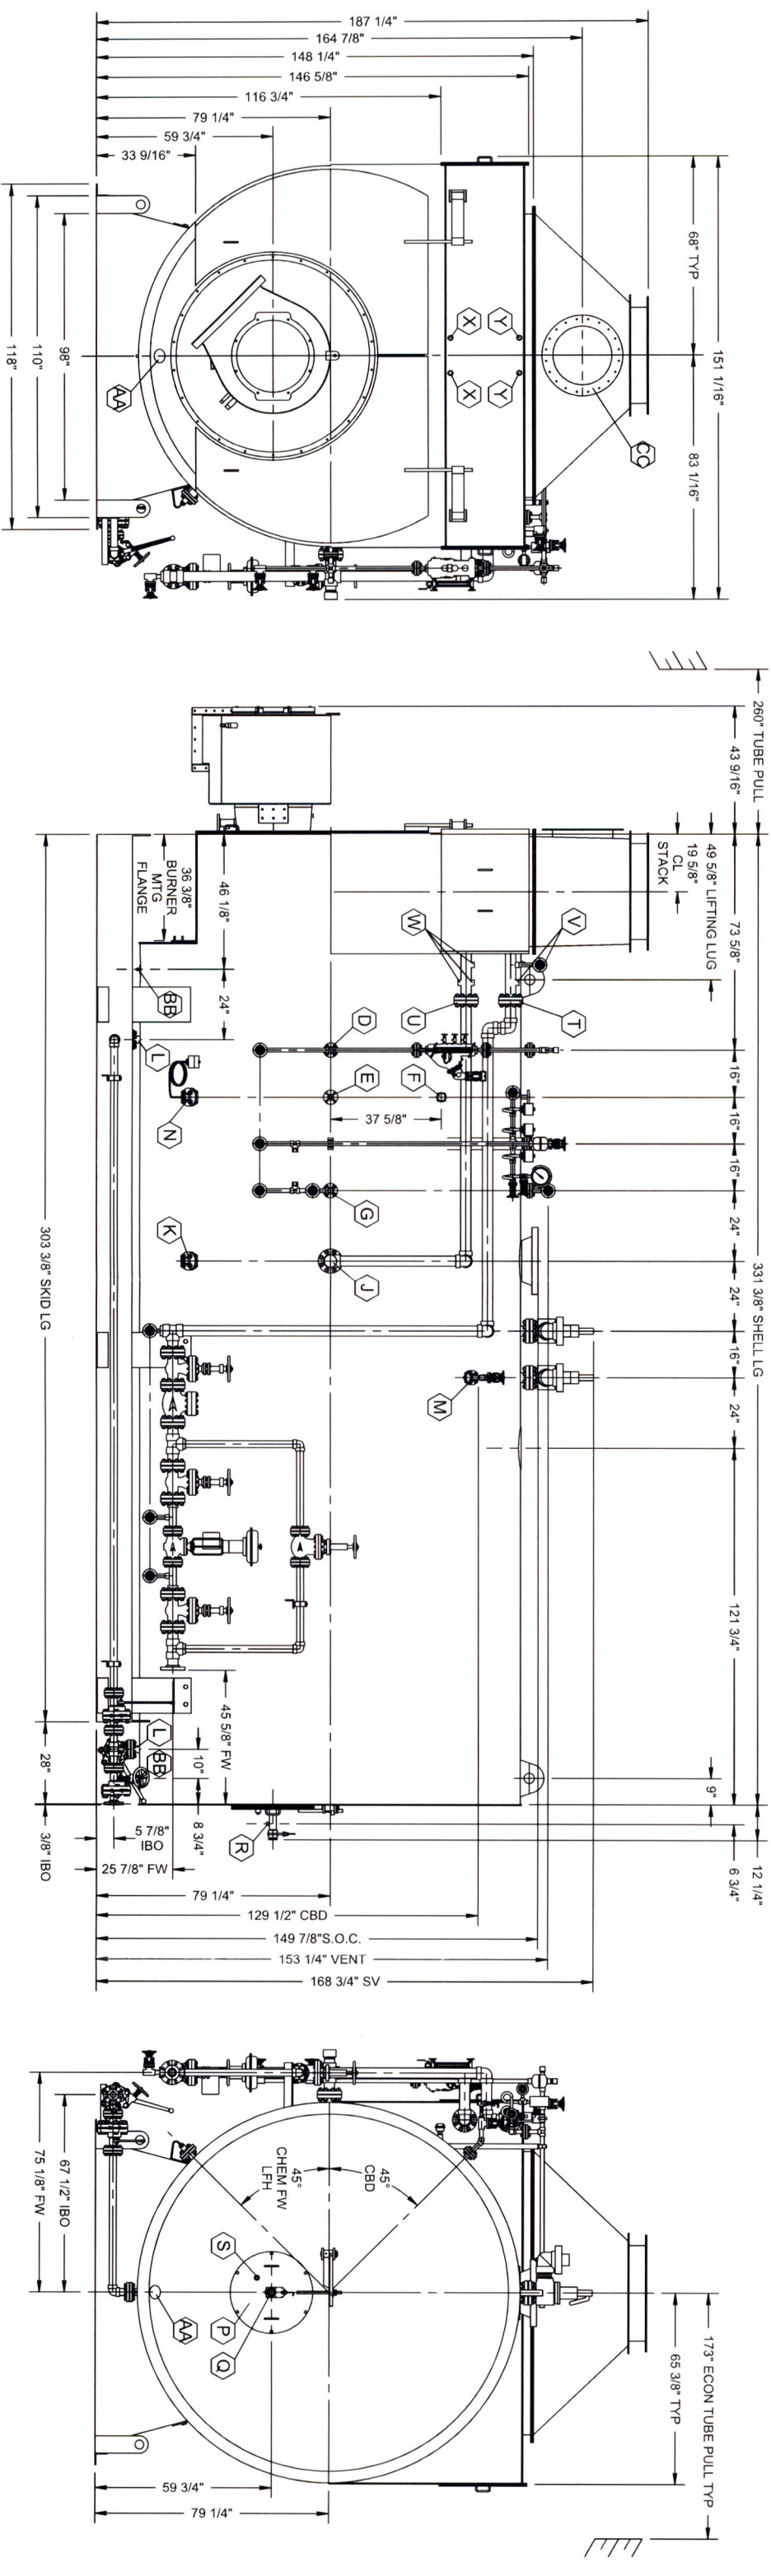 187 1/4"
164 7/8"
148 1/4"
146 5/8"
116 3/4"
79 1/4"
59 3/4"
33 9/16"
68" TYP
151 1/16"
83 1/16"
X
Y
X
Y
CC
AA
98"
110"
118"
260" TUBE PULL
43 9/16"
49 5/8" LIFTING LUG
19 5/8"
CL
STACK
73 5/8"
331 3/8" SHELL LG
16"
16"
16"
24"
24"
16"
24"
121 3/4"
9"
12 1/4"
6 3/4"
36 3/8"
BURNER
MTG
FLANGE
46 1/8"
24"
BB
L
N
K
W
V
U
T
D
E
F
37 5/8"
G
J
M
303 3/8" SKID LG
28"
3/8" IBO
45 5/8" FW
10"
8 3/4"
L
BB
R
5 7/8"
IBO
25 7/8" FW
79 1/4"
129 1/2" CBD
149 7/8"S.O.C.
153 1/4" VENT
168 3/4" SV
45°
CBD
45°
CHEM FW
LFH
S
P
Q
AA
67 1/2" IBO
75 1/8" FW
173" ECON TUBE PULL TYP
65 3/8" TYP
59 3/4"
79 1/4"